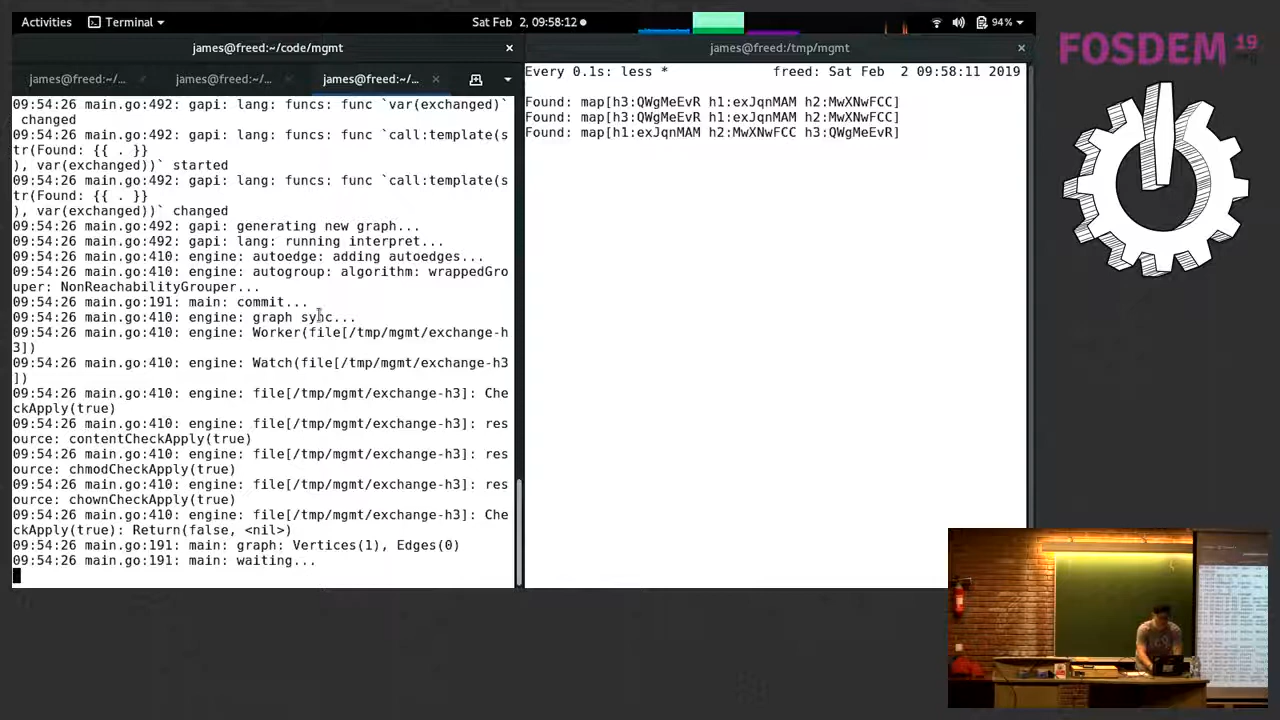 Activities Terminal Sat Feb 2, 09:58:12 94%
james@freed:~/code/mgmt
james@freed:/tmp/mgmt
FOSDEM 19
james@freed:~/... james@freed:~/... james@freed:~/...
09:54:26 main.go:492: gapi: lang: funcs: func `var(exchanged)`
changed
09:54:26 main.go:492: gapi: lang: funcs: func `call:template(s
tr(Found: {{ . }}
), var(exchanged))` started
09:54:26 main.go:492: gapi: lang: funcs: func `call:template(s
tr(Found: {{ . }}
), var(exchanged))` changed
09:54:26 main.go:492: gapi: generating new graph...
09:54:26 main.go:492: gapi: lang: running interpret...
09:54:26 main.go:410: engine: autoedge: adding autoedges...
09:54:26 main.go:410: engine: autogroup: algorithm: wrappedGro
uper: NonReachabilityGrouper...
09:54:26 main.go:191: main: commit...
09:54:26 main.go:410: engine: graph sync...
09:54:26 main.go:410: engine: Worker(file[/tmp/mgmt/exchange-h
3])
09:54:26 main.go:410: engine: Watch(file[/tmp/mgmt/exchange-h3
])
09:54:26 main.go:410: engine: file[/tmp/mgmt/exchange-h3]: Che
ckApply(true)
09:54:26 main.go:410: engine: file[/tmp/mgmt/exchange-h3]: res
ource: contentCheckApply(true)
09:54:26 main.go:410: engine: file[/tmp/mgmt/exchange-h3]: res
ource: chmodCheckApply(true)
09:54:26 main.go:410: engine: file[/tmp/mgmt/exchange-h3]: res
ource: chownCheckApply(true)
09:54:26 main.go:410: engine: file[/tmp/mgmt/exchange-h3]: Che
ckApply(true): Return(false, <nil>)
09:54:26 main.go:191: main: graph: Vertices(1), Edges(0)
09:54:26 main.go:191: main: waiting...
Every 0.1s: less * freed: Sat Feb 2 09:58:11 2019
Found: map[h3:QWgMeEvR h1:exJqnMAM h2:MwXNwFCC]
Found: map[h3:QWgMeEvR h1:exJqnMAM h2:MwXNwFCC]
Found: map[h1:exJqnMAM h2:MwXNwFCC h3:QWgMeEvR]